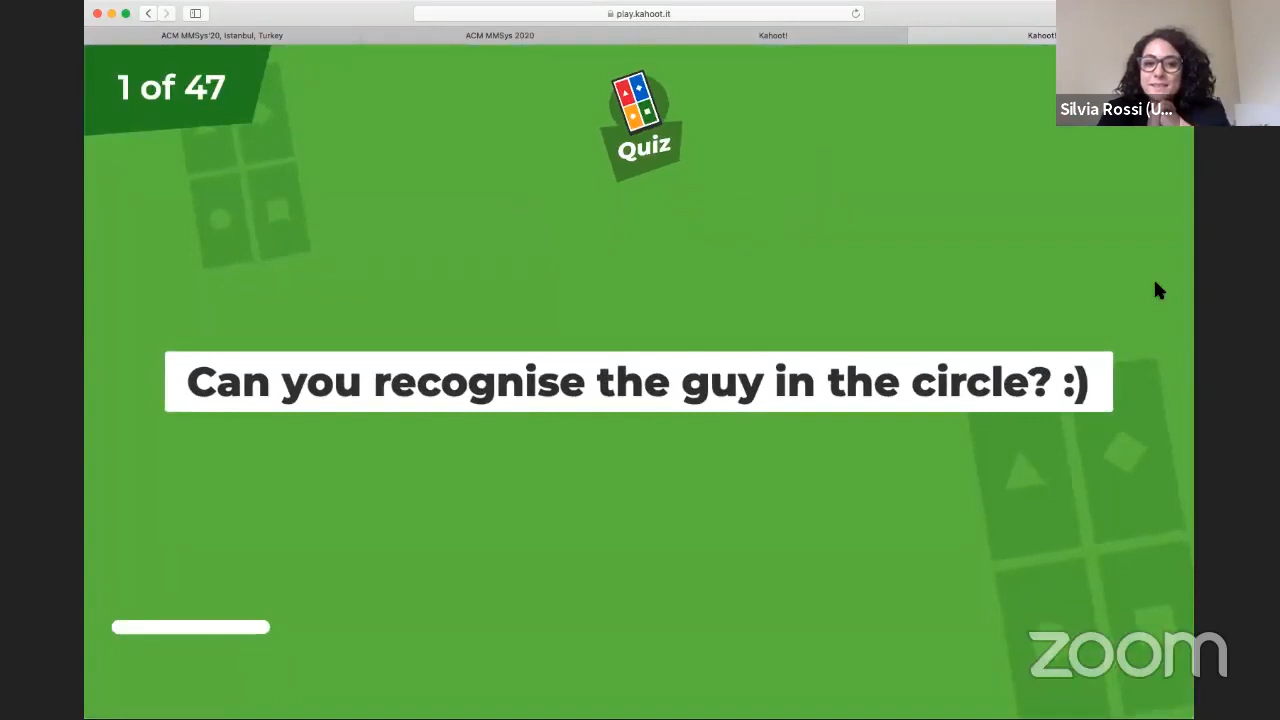 play.kahoot.it
ACM MMSys'20, Istanbul, Turkey
ACM MMSys 2020
Kahoot!
Kahoot!
1 of 47
Quiz
Silvia Rossi (U...
Can you recognise the guy in the circle? :)
zoom